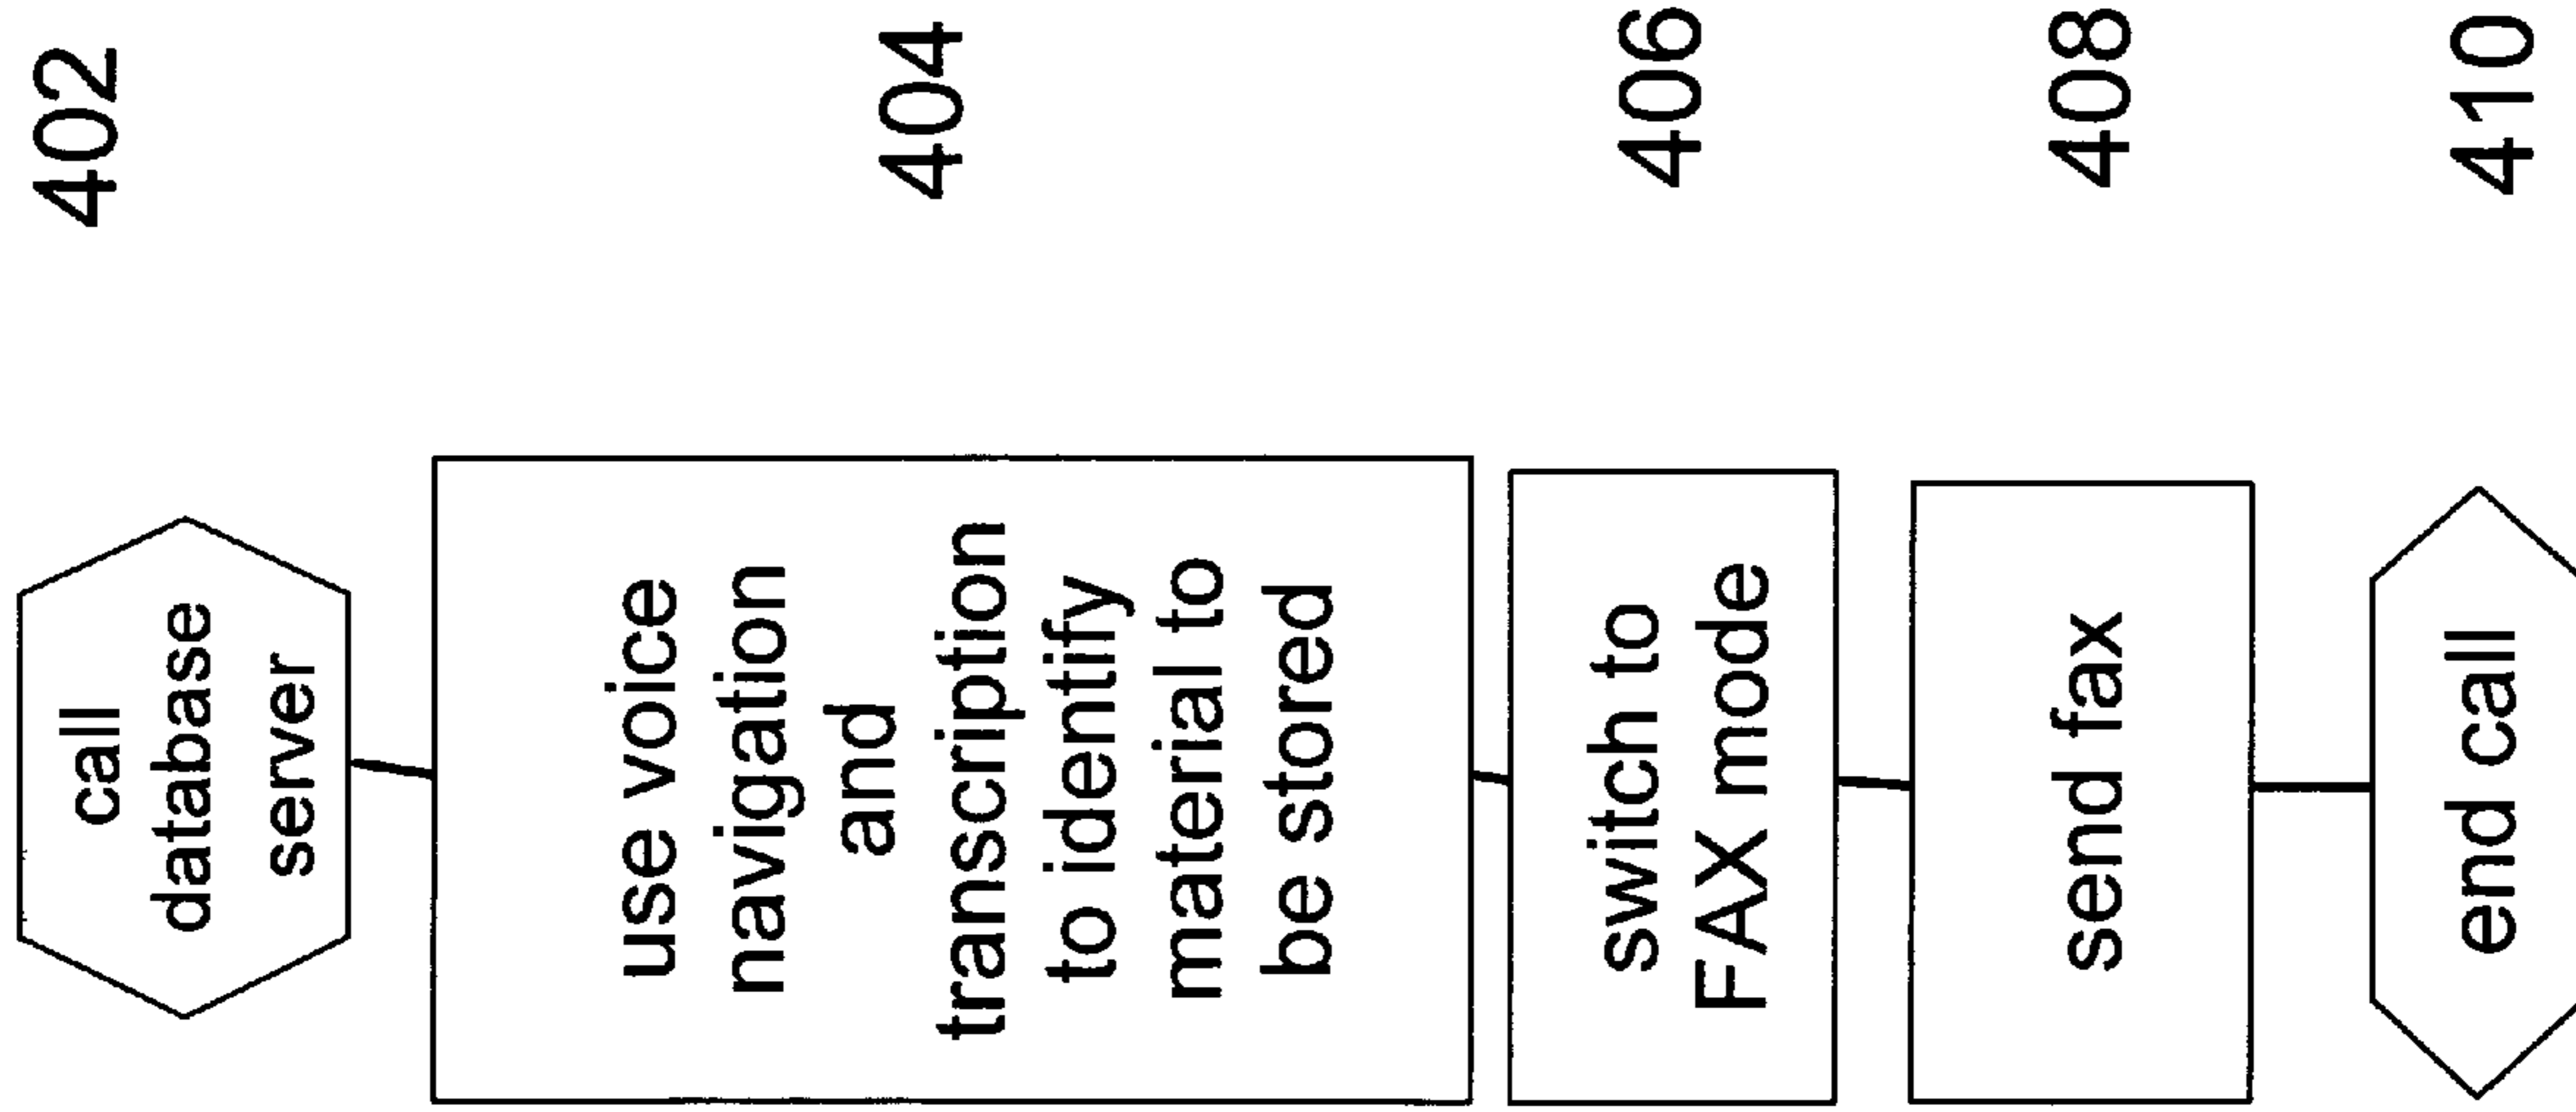 call
database
server
402
use voice
navigation
and
transcription
to identify
material to
be stored
404
switch to
FAX mode
406
send fax
408
end call
410